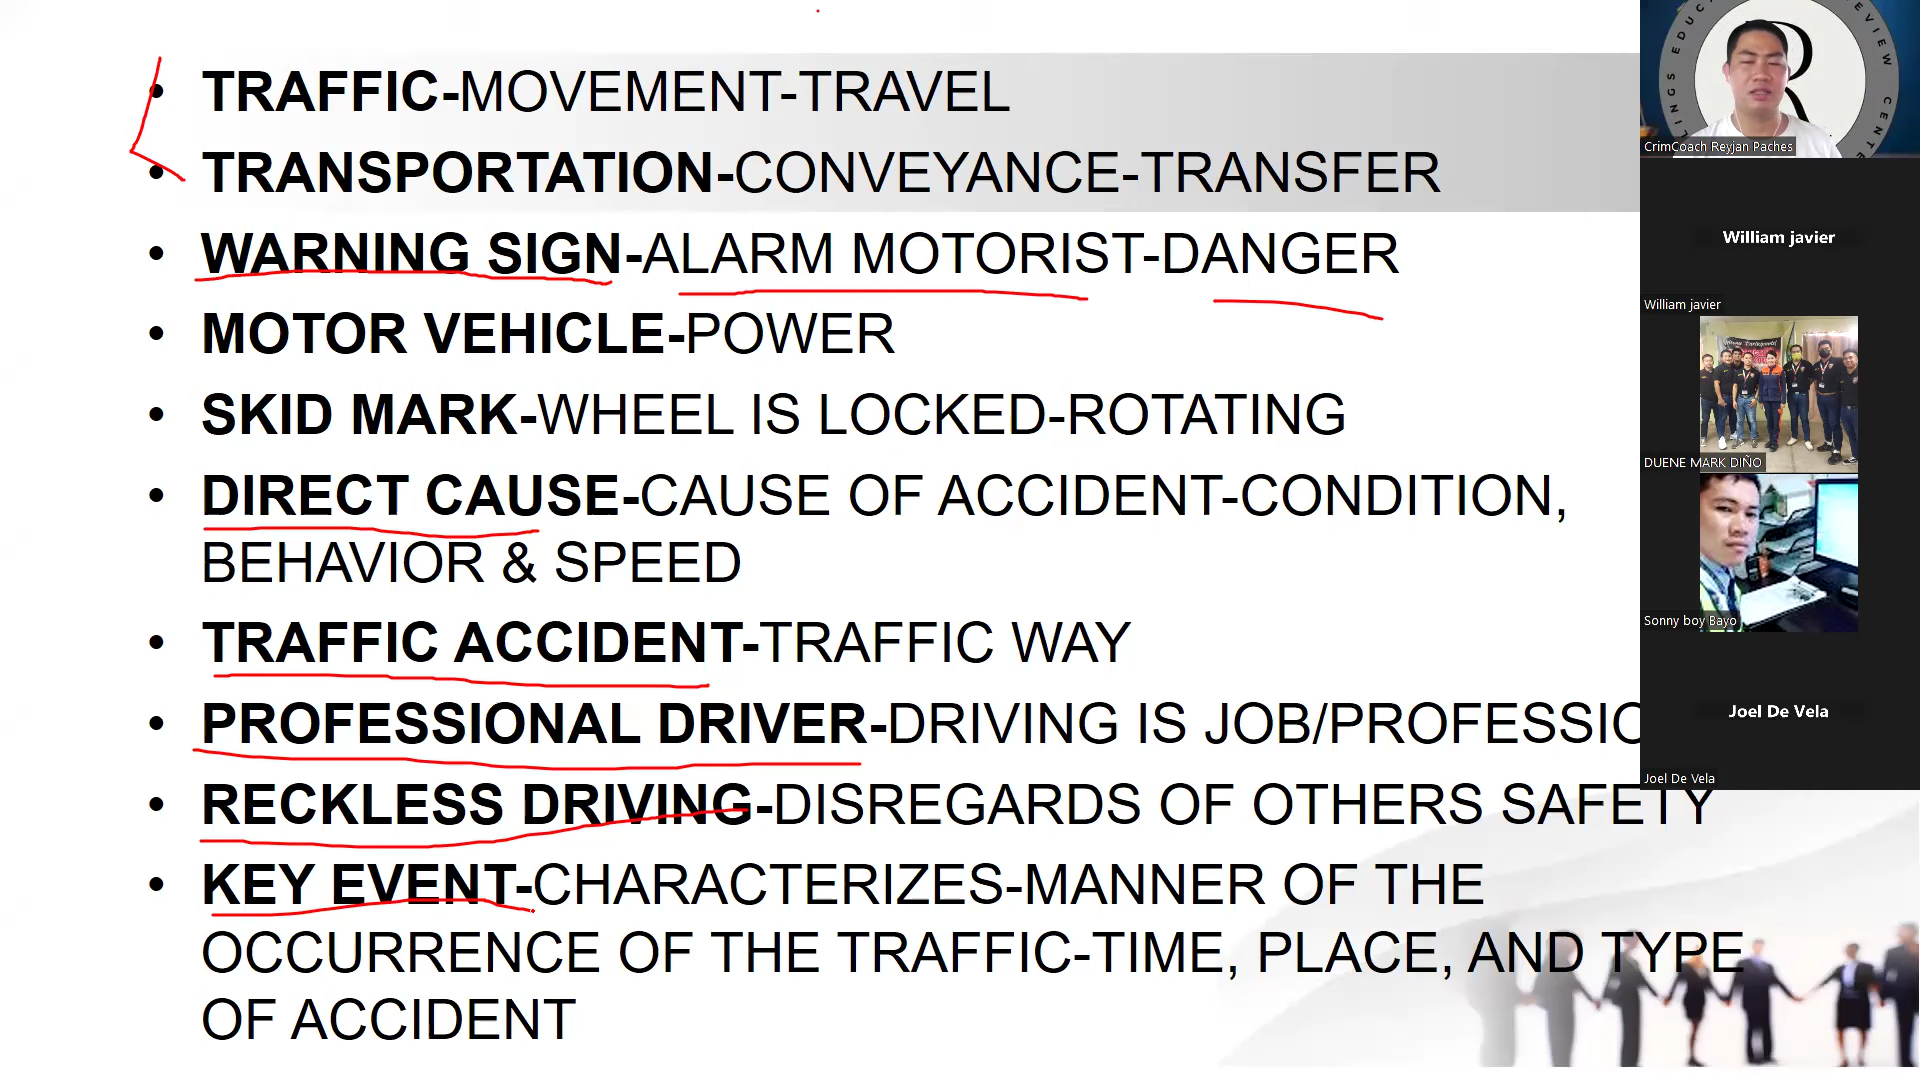 • TRAFFIC-MOVEMENT-TRAVEL
• TRANSPORTATION-CONVEYANCE-TRANSFER
• WARNING SIGN-ALARM MOTORIST-DANGER
• MOTOR VEHICLE-POWER
• SKID MARK-WHEEL IS LOCKED-ROTATING
• DIRECT CAUSE-CAUSE OF ACCIDENT-CONDITION,
BEHAVIOR & SPEED
• TRAFFIC ACCIDENT-TRAFFIC WAY
• PROFESSIONAL DRIVER-DRIVING IS JOB/PROFESSIO
• RECKLESS DRIVING-DISREGARDS OF OTHERS SAFETY
• KEY EVENT-CHARACTERIZES-MANNER OF THE
OCCURRENCE OF THE TRAFFIC-TIME, PLACE, AND TYPE
OF ACCIDENT
LINGS EDUC
REVIEW CENTE
R
CrimCoach Reyjan Paches
William javier
William javier
DUENE MARK DIÑO
Sonny boy Bayo
Joel De Vela
Joel De Vela